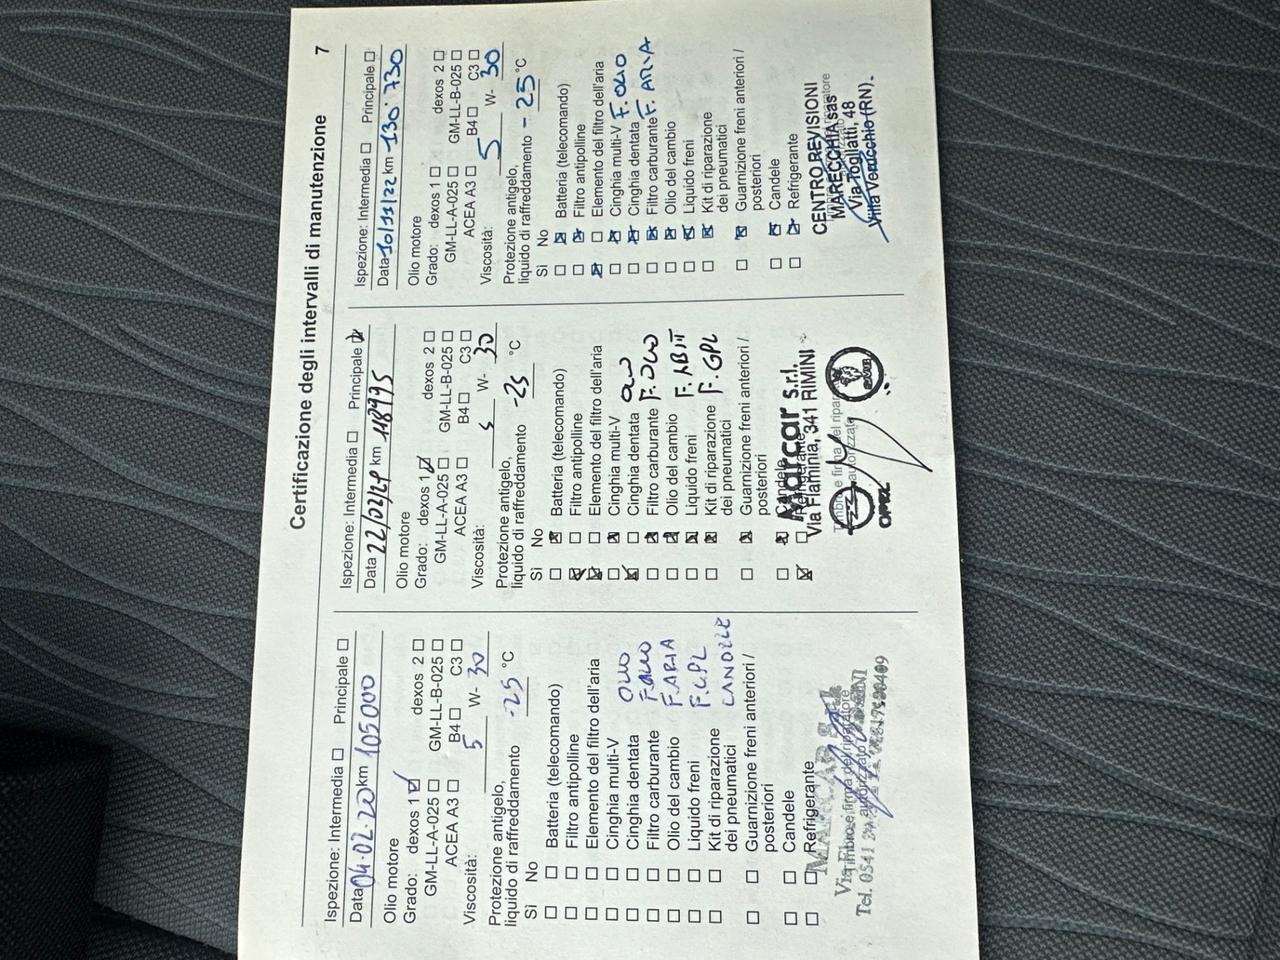 Certificazione degli intervalli di manutenzione 7
Ispezione: Intermedia ☐ Principale ☐
Data 04.02.20 km 105000
Olio motore
Grado: dexos 1 ☑ dexos 2 ☐
GM-LL-A-025 ☐ GM-LL-B-025 ☐
ACEA A3 ☐ B4 ☐ C3 ☐
Viscosità: 5 W- 30
Protezione antigelo,
liquido di raffreddamento -25 °C
Sì No
☐ ☐ Batteria (telecomando)
☐ ☐ Filtro antipolline
☐ ☐ Elemento del filtro dell'aria
☐ ☐ Cinghia multi-V
☐ ☐ Cinghia dentata OLIO
☐ ☐ Filtro carburante F.OLIO
☐ ☐ Olio del cambio F.ARIA
☐ ☐ Liquido freni F.GPL
☐ ☐ Kit di riparazione
dei pneumatici CANDELE
☐ ☐ Guarnizione freni anteriori /
posteriori
☐ ☐ Candele
☐ ☐ Refrigerante
MARCAR S.r.l.
Timbro e firma del riparatore
autorizzato
Tel. 0541
Ispezione: Intermedia ☐ Principale ☑
Data 22/02/21 km 118995
Olio motore
Grado: dexos 1 ☑ dexos 2 ☐
GM-LL-A-025 ☐ GM-LL-B-025 ☐
ACEA A3 ☐ B4 ☐ C3 ☐
Viscosità: 5 W- 30
Protezione antigelo,
liquido di raffreddamento -25 °C
Sì No
☐ ☒ Batteria (telecomando)
☒ ☐ Filtro antipolline
☒ ☐ Elemento del filtro dell'aria
☐ ☒ Cinghia multi-V
☒ ☐ Cinghia dentata OLIO
☐ ☒ Filtro carburante F.OLIO
☐ ☒ Olio del cambio
☐ ☒ Liquido freni F.ABIT
☐ ☒ Kit di riparazione F.GPL
dei pneumatici
☐ ☒ Guarnizione freni anteriori /
posteriori
☐ ☒ Candele
☒ ☐ Refrigerante
Marcar s.r.l.
Via Flaminia, 341 RIMINI
Timbro e firma del ripar
autorizzato
OPEL
Ispezione: Intermedia ☐ Principale ☐
Data 10/11/22 km 130.730
Olio motore
Grado: dexos 1 ☐ dexos 2 ☐
GM-LL-A-025 ☐ GM-LL-B-025 ☐
ACEA A3 ☐ B4 ☐ C3 ☐
Viscosità: 5 W- 30
Protezione antigelo,
liquido di raffreddamento -25 °C
Sì No
☐ ☒ Batteria (telecomando)
☐ ☒ Filtro antipolline
☒ ☐ Elemento del filtro dell'aria
☐ ☒ Cinghia multi-V F.OLIO
☐ ☒ Cinghia dentata
☐ ☒ Filtro carburante F.ARIA
☐ ☒ Olio del cambio
☐ ☒ Liquido freni
☐ ☒ Kit di riparazione
dei pneumatici
☐ ☒ Guarnizione freni anteriori /
posteriori
☐ ☒ Candele
☐ ☒ Refrigerante
CENTRO REVISIONI
MARECCHIA sas
Via Togliatti, 48
Villa Verucchio (RN).